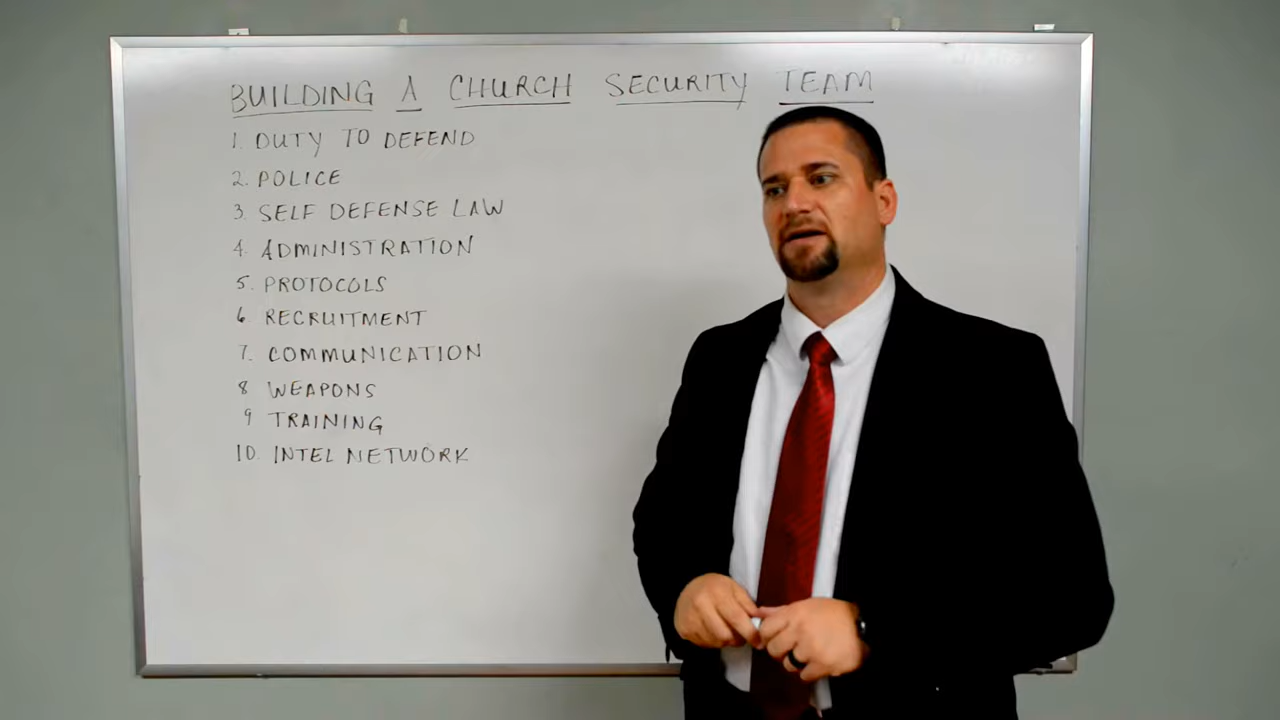 BUILDING A CHURCH SECURITY TEAM
1. DUTY TO DEFEND
2. POLICE
3. SELF DEFENSE LAW
4. ADMINISTRATION
5. PROTOCOLS
6 RECRUITMENT
7. COMMUNICATION
8 WEAPONS
9 TRAINING
10. INTEL NETWORK